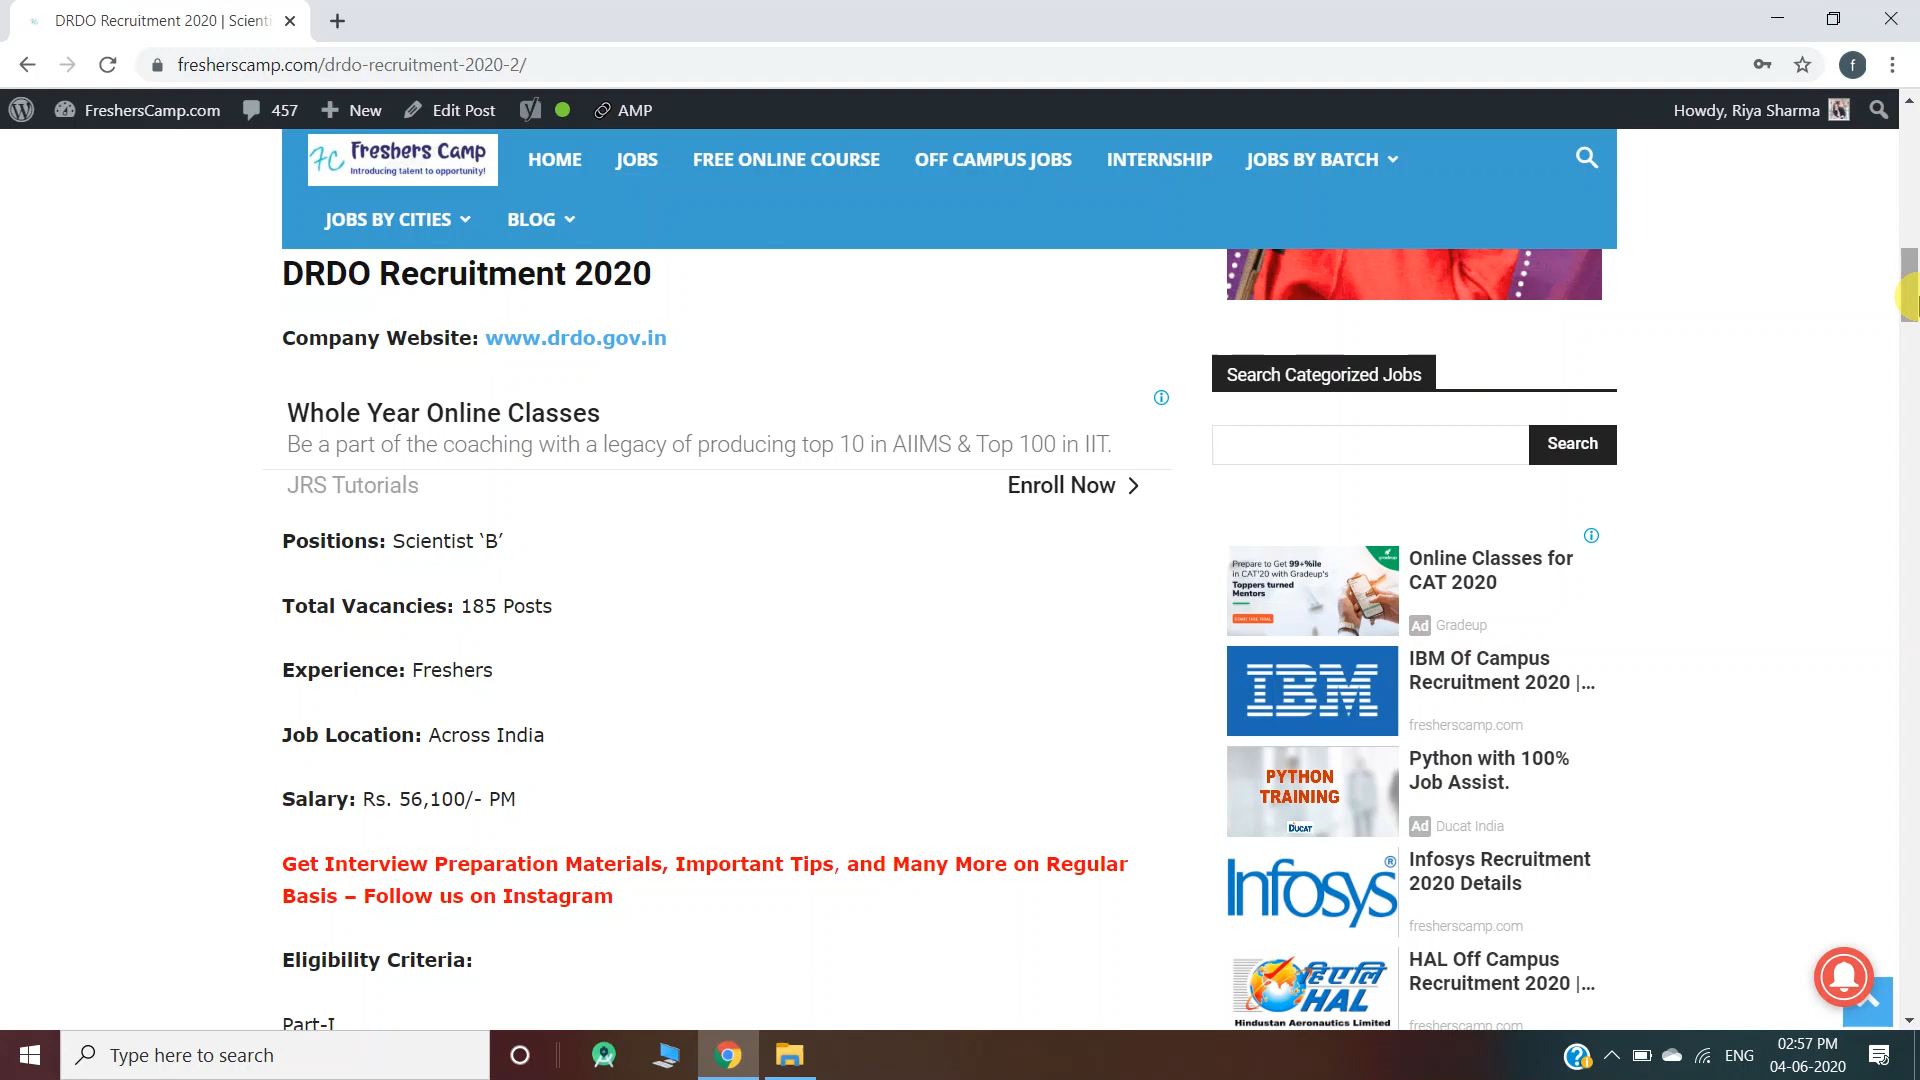 DRDO Recruitment 2020 | Scienti
fresherscamp.com/drdo-recruitment-2020-2/
f
FreshersCamp.com 457 New Edit Post AMP
Howdy, Riya Sharma
FC Freshers Camp
Introducing talent to opportunity!
HOME JOBS FREE ONLINE COURSE OFF CAMPUS JOBS INTERNSHIP JOBS BY BATCH
JOBS BY CITIES BLOG
DRDO Recruitment 2020
Company Website: www.drdo.gov.in
Whole Year Online Classes
Be a part of the coaching with a legacy of producing top 10 in AIIMS & Top 100 in IIT.
JRS Tutorials
Enroll Now
Positions: Scientist ‘B’
Total Vacancies: 185 Posts
Experience: Freshers
Job Location: Across India
Salary: Rs. 56,100/- PM
Get Interview Preparation Materials, Important Tips, and Many More on Regular
Basis – Follow us on Instagram
Eligibility Criteria:
Part-I
Search Categorized Jobs
Search
Prepare to Get 99+%ile
in CAT'20 with Gradeup's
Toppers turned
Mentors
gradeup
Online Classes for
CAT 2020
Ad Gradeup
IBM
IBM Of Campus
Recruitment 2020 |...
fresherscamp.com
PYTHON
TRAINING
DUCAT
Python with 100%
Job Assist.
Ad Ducat India
Infosys®
Infosys Recruitment
2020 Details
fresherscamp.com
हिएलि
HAL
Hindustan Aeronautics Limited
HAL Off Campus
Recruitment 2020 |...
fresherscamp.com
Type here to search
ENG
02:57 PM
04-06-2020